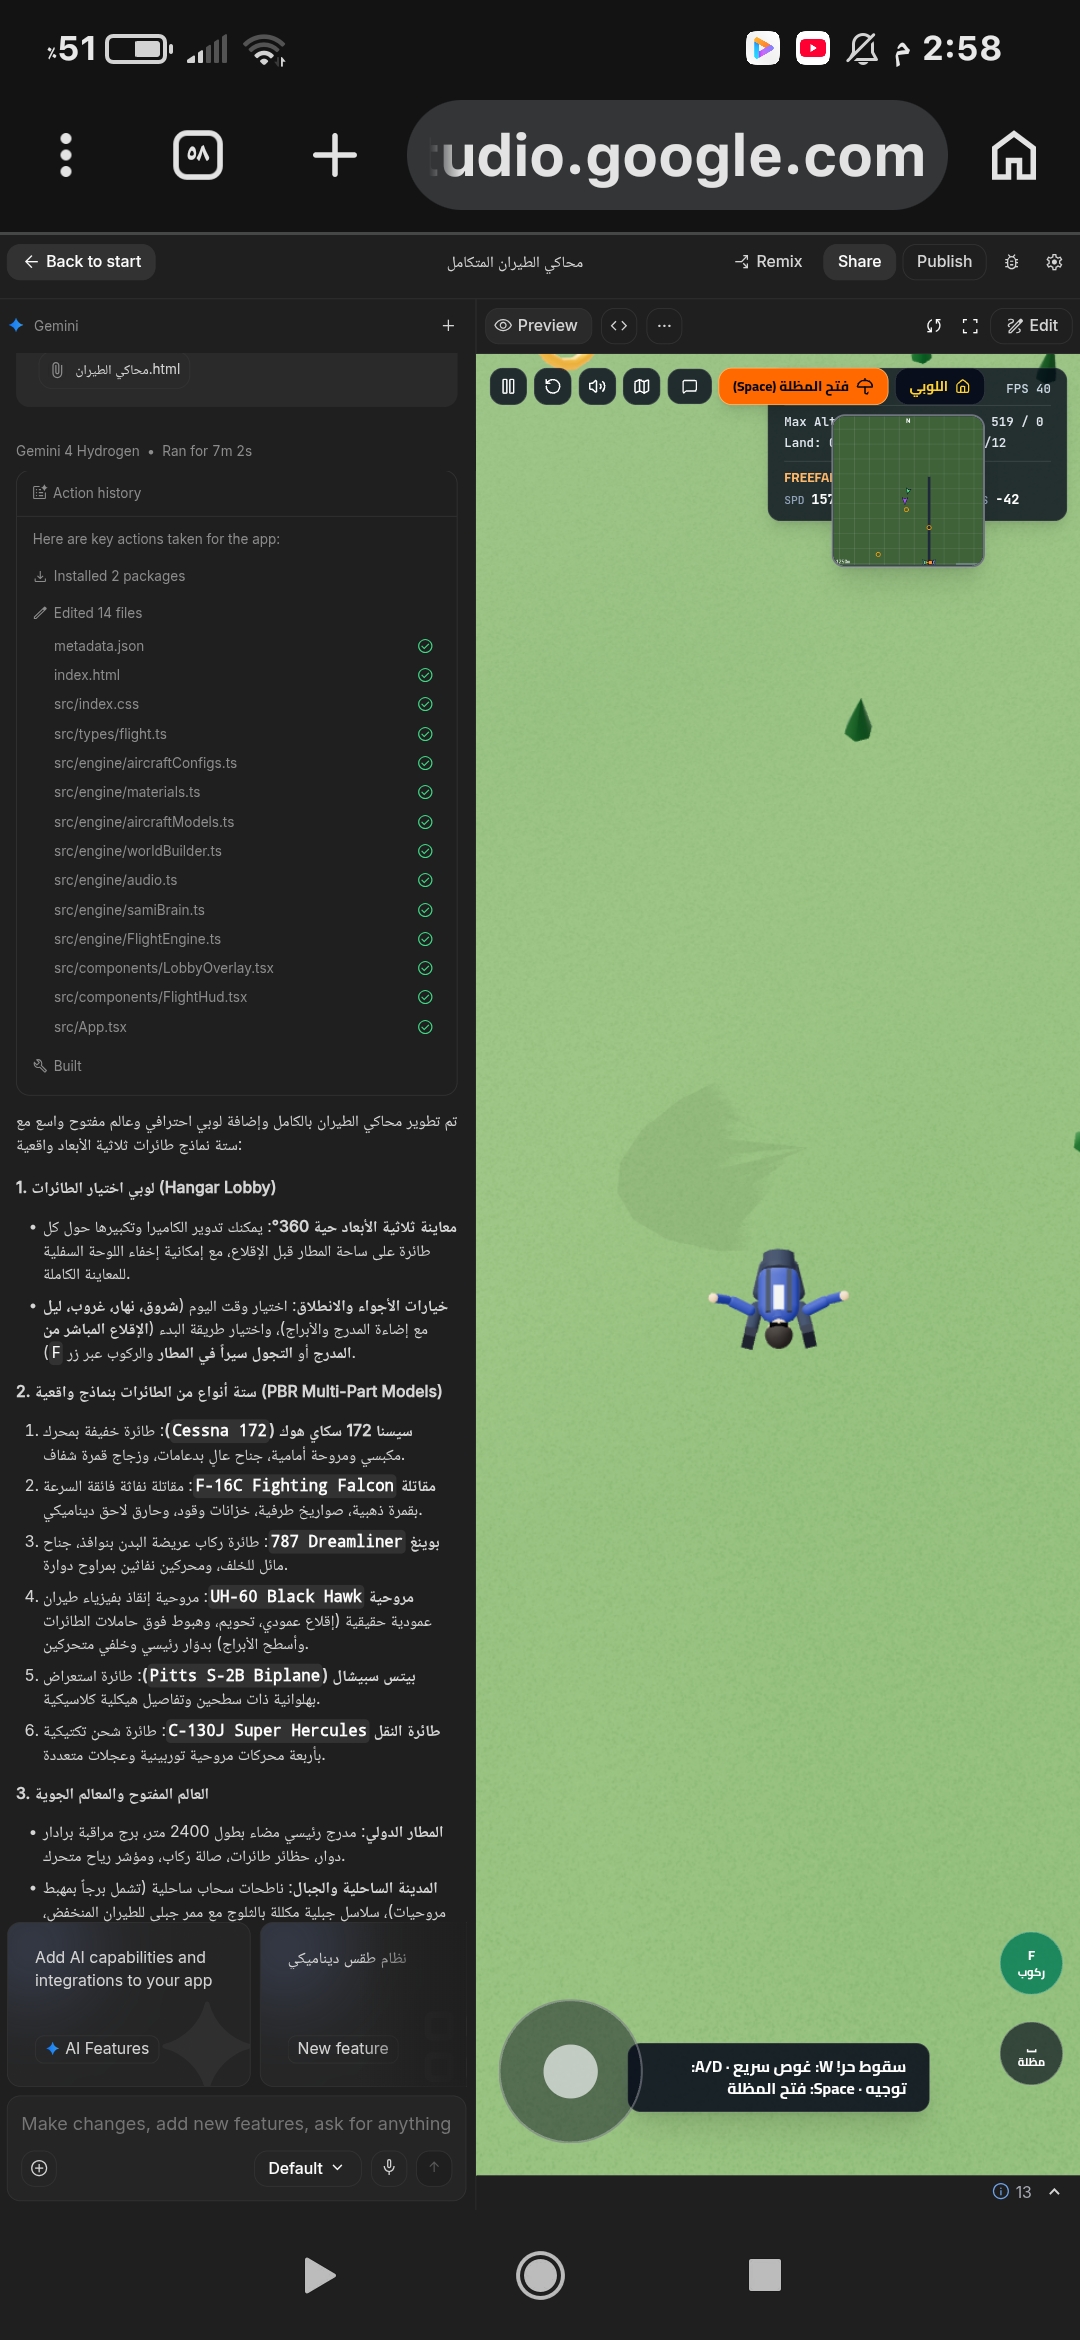 ٪51
م 2:58
٥٨
tudio.google.com
Back to start
محاكي الطيران المتكامل
Remix
Share
Publish
Gemini
Preview
Edit
محاكي الطيران.html
Gemini 4 Hydrogen • Ran for 7m 2s
Action history
Here are key actions taken for the app:
Installed 2 packages
Edited 14 files
metadata.json
index.html
src/index.css
src/types/flight.ts
src/engine/aircraftConfigs.ts
src/engine/materials.ts
src/engine/aircraftModels.ts
src/engine/worldBuilder.ts
src/engine/audio.ts
src/engine/samiBrain.ts
src/engine/FlightEngine.ts
src/components/LobbyOverlay.tsx
src/components/FlightHud.tsx
src/App.tsx
Built
تم تطوير محاكي الطيران بالكامل وإضافة لوبي احترافي وعالم مفتوح واسع مع
ستة نماذج طائرات ثلاثية الأبعاد واقعية:
1. لوبي اختيار الطائرات (Hangar Lobby)
• معاينة ثلاثية الأبعاد حية 360°: يمكنك تدوير الكاميرا وتكبيرها حول كل
طائرة على ساحة المطار قبل الإقلاع، مع إمكانية إخفاء اللوحة السفلية
للمعاينة الكاملة.
• خيارات الأجواء والانطلاق: اختيار وقت اليوم (شروق، نهار، غروب، ليل
مع إضاءة المدرج والأبراج)، واختيار طريقة البدء (الإقلاع المباشر من
المدرج أو التجول سيراً في المطار والركوب عبر زر F).
2. ستة أنواع من الطائرات بنماذج واقعية (PBR Multi-Part Models)
1. سيسنا 172 سكاي هوك (Cessna 172): طائرة خفيفة بمحرك
مكبسي ومروحة أمامية، جناح عالٍ بدعامات، وزجاج قمرة شفاف.
2. مقاتلة F-16C Fighting Falcon: مقاتلة نفاثة فائقة السرعة
بقمرة ذهبية، صواريخ طرفية، خزانات وقود، وحارق لاحق ديناميكي.
3. بوينغ 787 Dreamliner: طائرة ركاب عريضة البدن بنوافذ، جناح
مائل للخلف، ومحركين نفاثين بمراوح دوارة.
4. مروحية UH-60 Black Hawk: مروحية إنقاذ بفيزياء طيران
عمودية حقيقية (إقلاع عمودي، تحويم، وهبوط فوق حاملات الطائرات
وأسطح الأبراج) بدوّار رئيسي وخلفي متحركين.
5. بيتس سبيشال (Pitts S-2B Biplane): طائرة استعراض
بهلوانية ذات سطحين وتفاصيل هيكلية كلاسيكية.
6. طائرة النقل C-130J Super Hercules: طائرة شحن تكتيكية
بأربعة محركات مروحية توربينية وعجلات متعددة.
3. العالم المفتوح والمعالم الجوية
• المطار الدولي: مدرج رئيسي مضاء بطول 2400 متر، برج مراقبة برادار
دوار، حظائر طائرات، صالة ركاب، ومؤشر رياح متحرك.
• المدينة الساحلية والجبال: ناطحات سحاب ساحلية (تشمل برجاً بمهبط
مروحيات)، سلاسل جبلية مكللة بالثلوج مع ممر جبلي للطيران المنخفض،
Add AI capabilities and
integrations to your app
AI Features
نظام طقس ديناميكي
New feature
Make changes, add new features, ask for anything
Default
فتح المظلة (Space)
اللوبي
FPS 40
Max Alt
519 / 0
Land:
/12
N
SPD 157
-42
F
ركوب
مظلة
سقوط حر! W: غوص سريع · A/D:
توجيه · Space: فتح المظلة
13